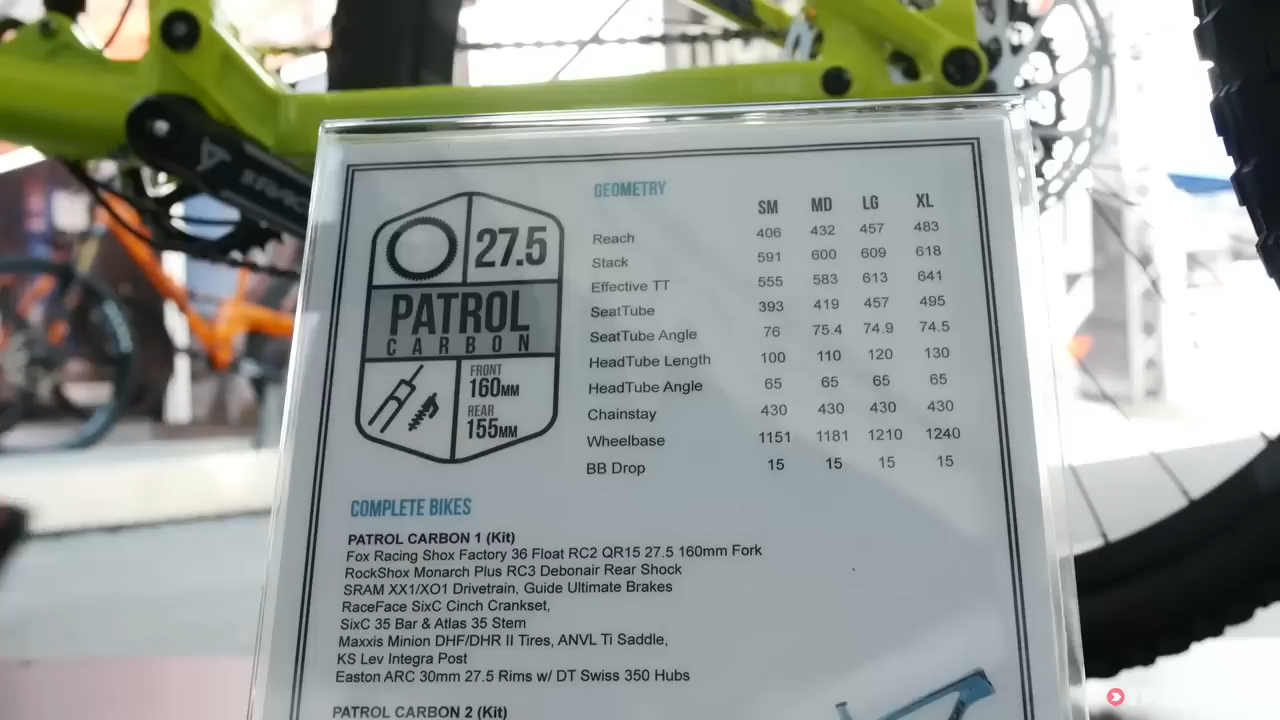 27.5
PATROL
CARBON
FRONT
160MM
REAR
155MM
GEOMETRY
SM MD LG XL
Reach 406 432 457 483
Stack 591 600 609 618
Effective TT 555 583 613 641
SeatTube 393 419 457 495
SeatTube Angle 76 75.4 74.9 74.5
HeadTube Length 100 110 120 130
HeadTube Angle 65 65 65 65
Chainstay 430 430 430 430
Wheelbase 1151 1181 1210 1240
BB Drop 15 15 15 15
COMPLETE BIKES
PATROL CARBON 1 (Kit)
Fox Racing Shox Factory 36 Float RC2 QR15 27.5 160mm Fork
RockShox Monarch Plus RC3 Debonair Rear Shock
SRAM XX1/XO1 Drivetrain, Guide Ultimate Brakes
RaceFace SixC Cinch Crankset,
SixC 35 Bar & Atlas 35 Stem
Maxxis Minion DHF/DHR II Tires, ANVL Ti Saddle,
KS Lev Integra Post
Easton ARC 30mm 27.5 Rims w/ DT Swiss 350 Hubs
PATROL CARBON 2 (Kit)